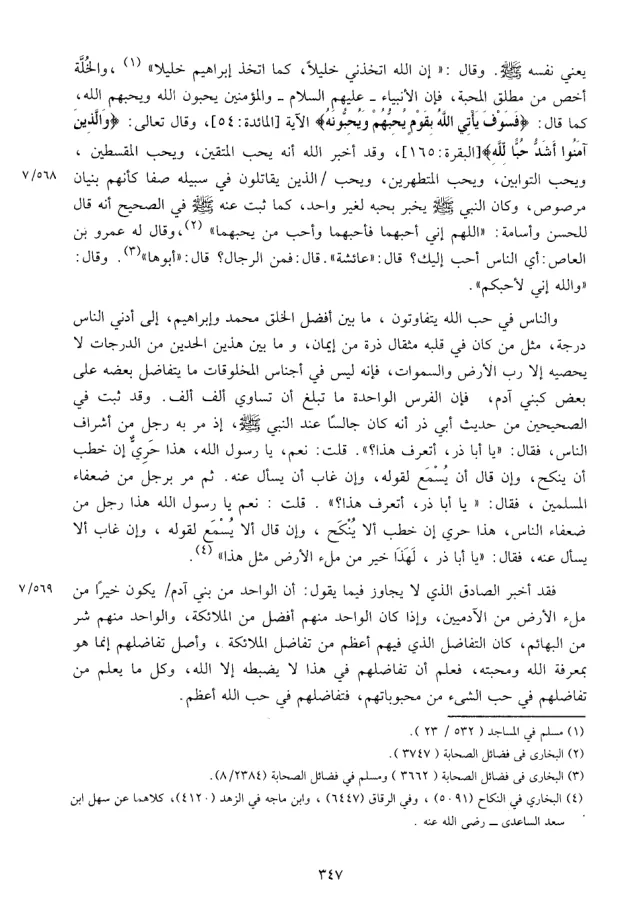 يعني نفسه ﷺ. وقال :« إن الله اتخذني خليلاً، كما اتخذ إبراهيم خليلا» (١) ،والخُلَّة
أخص من مطلق المحبة، فإن الأنبياء ـ عليهم السلام ـ والمؤمنين يحبون الله ويحبهم الله،
كما قال: ﴿فَسَوْفَ يَأْتِي اللَّهُ بِقَوْمٍ يُحِبُّهُمْ وَيُحِبُّونَهُ﴾ الآية [المائدة:٥٤]، وقال تعالى: ﴿وَالَّذِينَ
آمَنُوا أَشَدُّ حُبًّا لِّلَّهِ﴾[البقرة:١٦٥]، وقد أخبر الله أنه يحب المتقين، ويحب المقسطين ،
ويحب التوابين، ويحب المتطهرين، ويحب /الذين يقاتلون في سبيله صفا كأنهم بنيان ٧/٥٦٨
مرصوص، وكان النبي ﷺ يخبر بحبه لغير واحد، كما ثبت عنه ﷺ في الصحيح أنه قال
للحسن وأسامة: «اللهم إني أحبهما فأحبهما وأحب من يحبهما» (٢)،وقال له عمرو بن
العاص:أي الناس أحب إليك؟ قال:«عائشة».قال:فمن الرجال؟ قال:«أبوها»(٣). وقال:
«والله إني لأحبكم».
والناس في حب الله يتفاوتون ، ما بين أفضل الخلق محمد وإبراهيم، إلى أدني الناس
درجة، مثل من كان في قلبه مثقال ذرة من إيمان، و ما بين هذين الحدين من الدرجات لا
يحصيه إلا رب الأرض والسموات، فإنه ليس في أجناس المخلوقات ما يتفاضل بعضه على
بعض كبني آدم، فإن الفرس الواحدة ما تبلغ أن تساوي ألف ألف. وقد ثبت في
الصحيحين من حديث أبي ذر أنه كان جالسًا عند النبي ﷺ، إذ مر به رجل من أشراف
الناس، فقال: «يا أبا ذر، أتعرف هذا؟». قلت: نعم، يا رسول الله، هذا حَرِيٌّ إن خطب
أن ينكح، وإن قال أن يُسْمَع لقوله، وإن غاب أن يسأل عنه. ثم مر برجل من ضعفاء
المسلمين ، فقال: « يا أبا ذر، أتعرف هذا؟» . قلت : نعم يا رسول الله هذا رجل من
ضعفاء الناس، هذا حري إن خطب ألا يُنْكَح ، وإن قال ألا يُسْمَع لقوله ، وإن غاب ألا
يسأل عنه، فقال: «يا أبا ذر ، لَهَذَا خير من ملء الأرض مثل هذا» (٤).
فقد أخبر الصادق الذي لا يجاوز فيما يقول: أن الواحد من بني آدم/ يكون خيرًا من ٧/٥٦٩
ملء الأرض من الآدميين، وإذا كان الواحد منهم أفضل من الملائكة، والواحد منهم شر
من البهائم، كان التفاضل الذي فيهم أعظم من تفاضل الملائكة . وأصل تفاضلهم إنما هو
بمعرفة الله ومحبته، فعلم أن تفاضلهم في هذا لا يضبطه إلا الله، وكل ما يعلم من
تفاضلهم في حب الشيء من محبوباتهم، فتفاضلهم في حب الله أعظم.
(١) مسلم في المساجد ( ٥٣٢ / ٢٣ ).
(٢) البخارى فى فضائل الصحابة ( ٣٧٤٧ ).
(٣) البخارى فى فضائل الصحابة ( ٣٦٦٢ ) ومسلم في فضائل الصحابة (٨/٢٣٨٤).
(٤) البخاري في النكاح (٥٠٩١) ، وفي الرقاق (٦٤٤٧) ، وابن ماجه في الزهد (٤١٢٠)، كلاهما عن سهل ابن
سعد الساعدى ــ رضي الله عنه .
٣٤٧